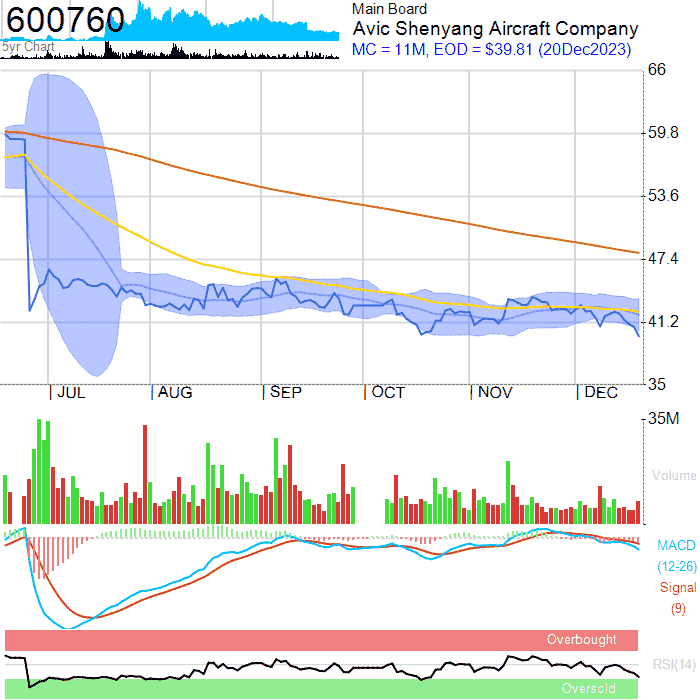 600760
5yr Chart
Main Board
Avic Shenyang Aircraft Company
MC = 11M, EOD = $39.81 (20Dec2023)
66
59.8
53.6
47.4
41.2
35
JUL
AUG
SEP
OCT
NOV
DEC
35M
Volume
MACD
(12-26)
Signal
(9)
Overbought
RSI(14)
Oversold